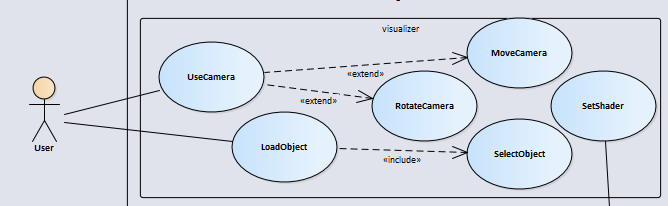 visualizer
MoveCamera
UseCamera
«extend»
«extend»
RotateCamera
SetShader
User
LoadObject
SelectObject
«include»